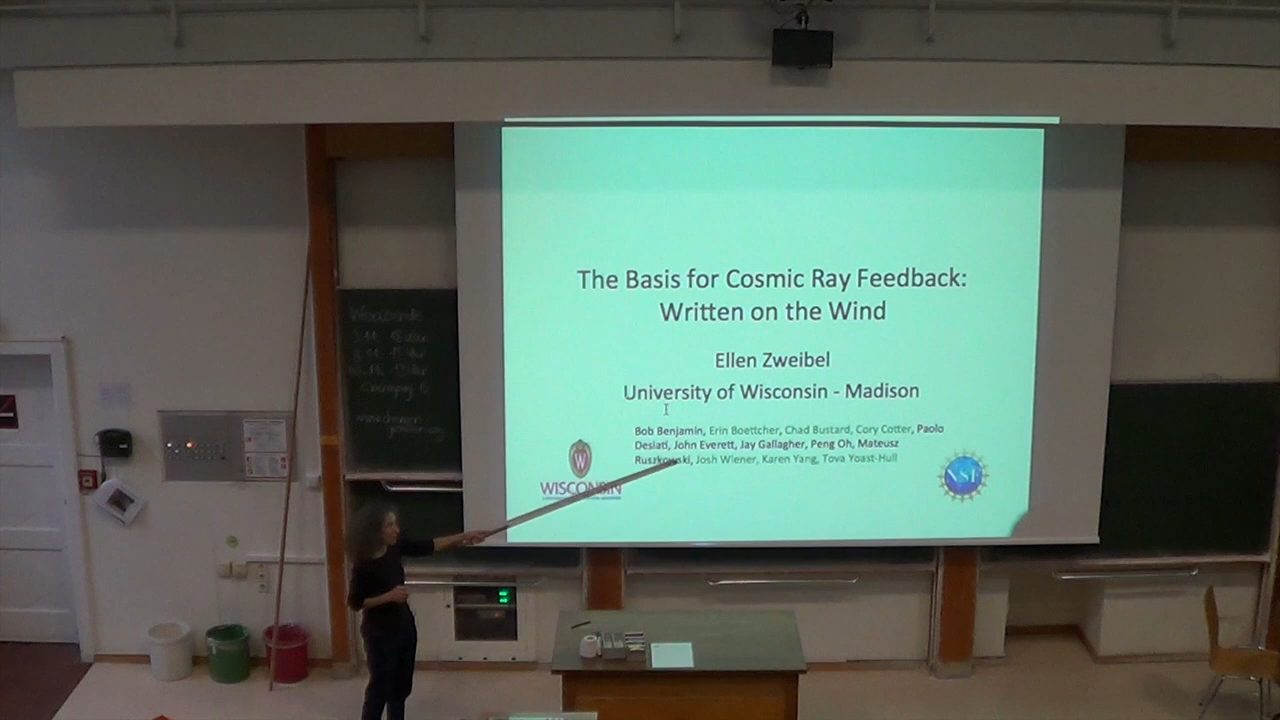 The Basis for Cosmic Ray Feedback:
Written on the Wind
Ellen Zweibel
University of Wisconsin - Madison
Bob Benjamin, Erin Boettcher, Chad Bustard, Cory Cotter, Paolo
Desiati, John Everett, Jay Gallagher, Peng Oh, Mateusz
Ruszkowski, Josh Wiener, Karen Yang, Tova Yoast-Hull
W
WISCONSIN
NSF